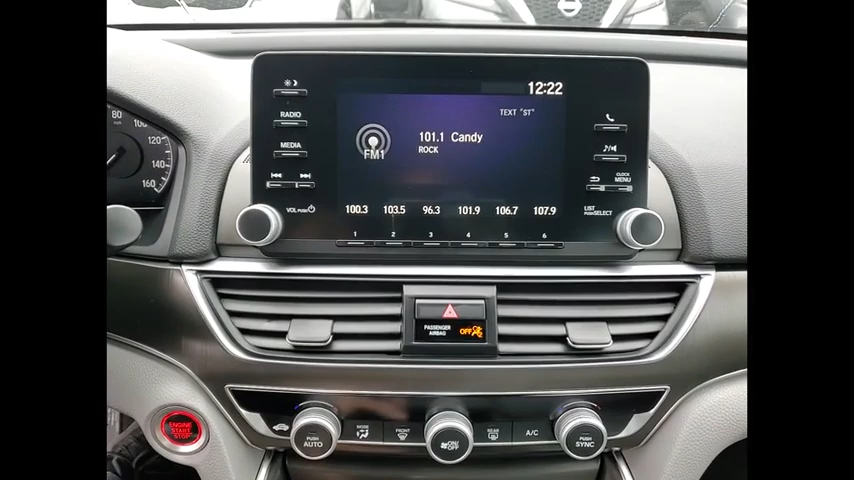 12:22
TEXT "ST"
RADIO
MEDIA
101.1 Candy
ROCK
FM1
CLOCK
MENU
VOL PUSH
LIST
PUSH SELECT
100.3 103.5 96.3 101.9 106.7 107.9
1 2 3 4 5 6
80
100
120
140
160
PASSENGER
AIRBAG
OFF
ENGINE
START
STOP
PUSH
AUTO
MODE
FRONT
ON/
OFF
REAR
A/C
PUSH
SYNC